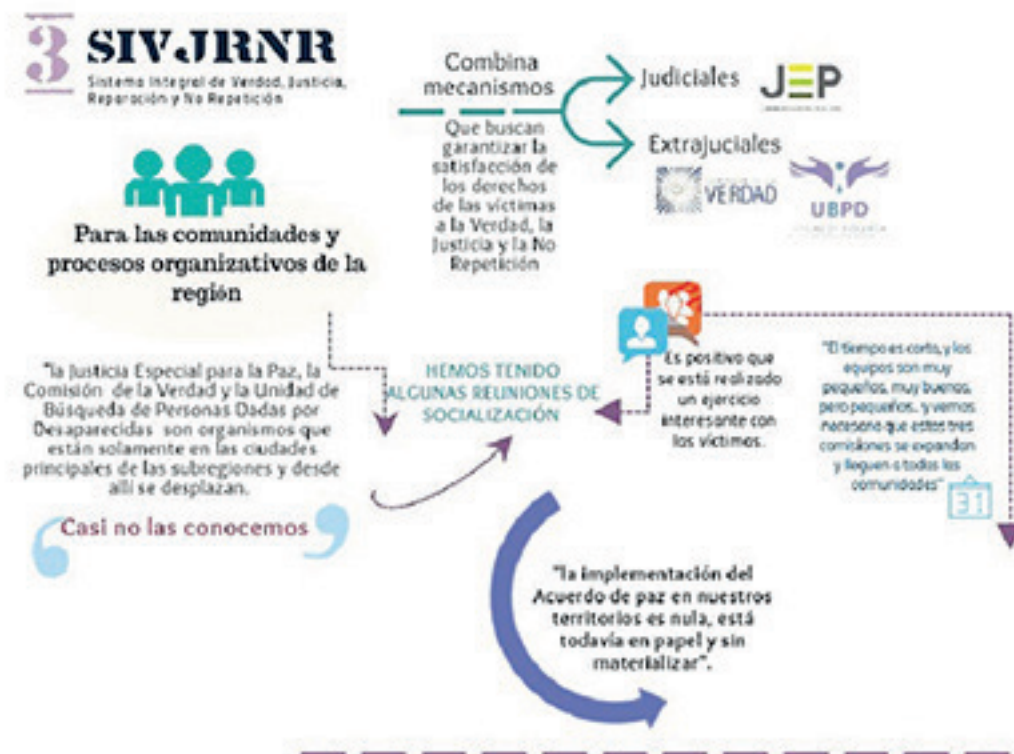 3 SIVJRNR
Sistema Integral de Verdad, Justicia,
Reparación y No Repetición
Combina
mecanismos
Que buscan
garantizar la
satisfacción de
los derechos
de las víctimas
a la Verdad, la
Justicia y la No
Repetición
Judiciales
JEP
Extrajuciales
VERDAD
UBPD
Para las comunidades y
procesos organizativos de la
región
"la Justicia Especial para la Paz, la
Comisión de la Verdad y la Unidad de
Búsqueda de Personas Dadas por
Desaparecidas son organismos que
están solamente en las ciudades
principales de las subregiones y desde
allí se desplazan.
Casi no las conocemos
HEMOS TENIDO
ALGUNAS REUNIONES DE
SOCIALIZACIÓN
Es positivo que
se está realizado
un ejercicio
interesante con
las víctimas.
"El tiempo es corto, y los
equipos son muy
pequeños, muy buenos,
pero pequeños, y vemos
necesario que estas tres
comisiones se expandan
y lleguen a todas las
comunidades"
31
"la implementación del
Acuerdo de paz en nuestros
territorios es nula, está
todavía en papel y sin
materializar".